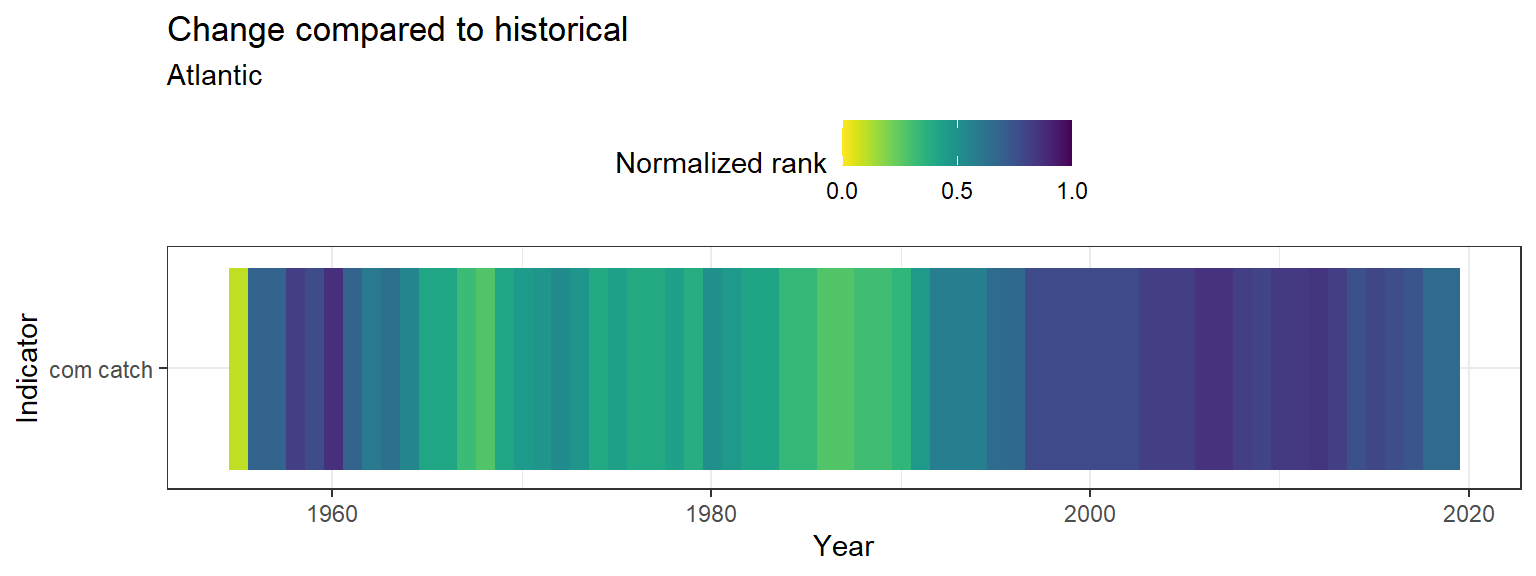 Change compared to historical
Atlantic
Normalized rank
0.0 0.5 1.0
Indicator
com catch
1960 1980 2000 2020
Year